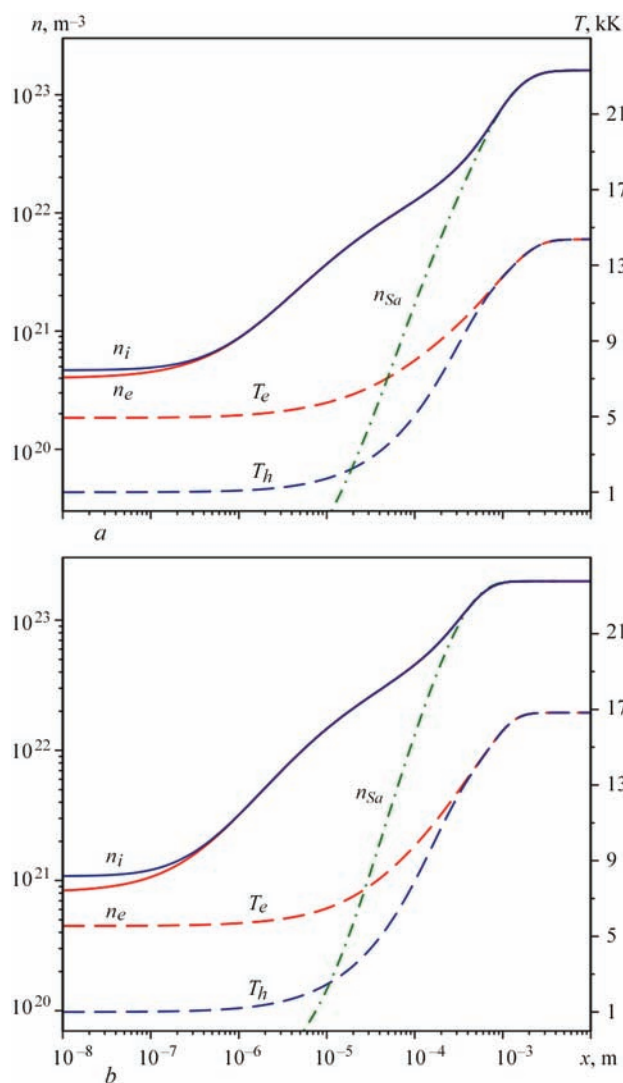 n, m⁻³ T, kK
10²³ 21
17
10²² 13
n_Sa
10²¹ 9
n_i
n_e T_e 5
10²⁰ T_h 1
a
10²³ 21
17
10²² 13
n_Sa
10²¹ n_i 9
n_e T_e 5
10²⁰ T_h 1
10⁻⁸ 10⁻⁷ 10⁻⁶ 10⁻⁵ 10⁻⁴ 10⁻³ x, m
b